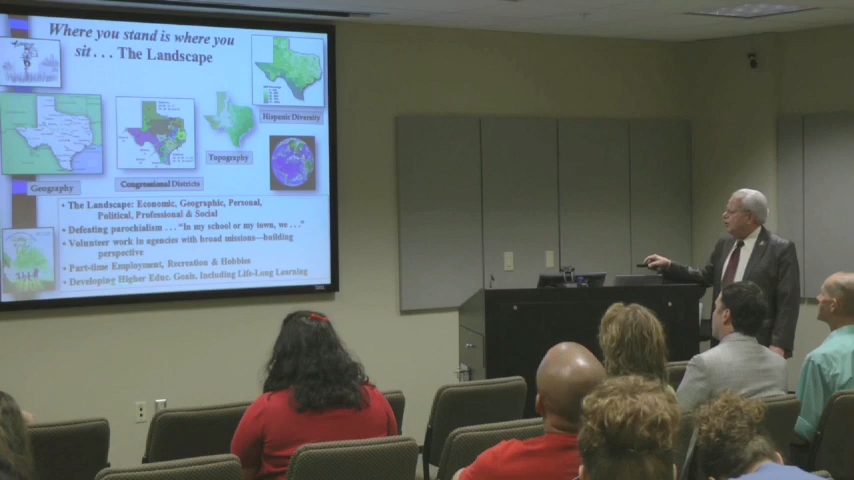 Where you stand is where you
sit . . . The Landscape
Hispanic Diversity
Topography
Geography
Congressional Districts
• The Landscape: Economic, Geographic, Personal,
Political, Professional & Social
• Defeating parochialism . . . "In my school or my town, we . . ."
• Volunteer work in agencies with broad missions—building
perspective
• Part-time Employment, Recreation & Hobbies
• Developing Higher Educ. Goals, Including Life-Long Learning